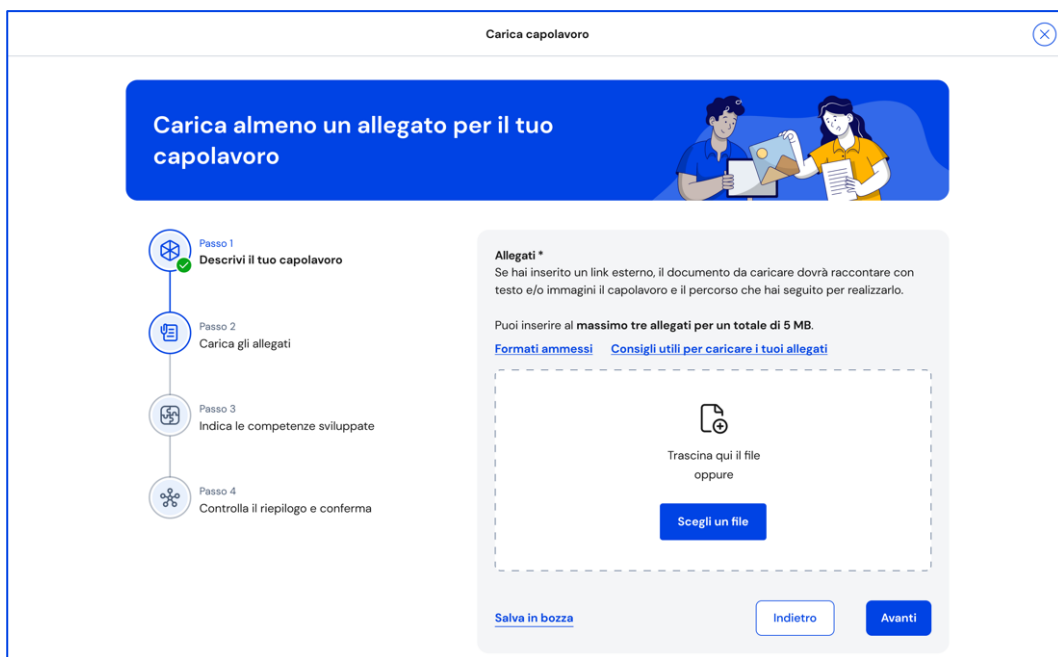 Carica capolavoro
Carica almeno un allegato per il tuo
capolavoro
Passo 1
Descrivi il tuo capolavoro
Passo 2
Carica gli allegati
Passo 3
Indica le competenze sviluppate
Passo 4
Controlla il riepilogo e conferma
Allegati *
Se hai inserito un link esterno, il documento da caricare dovrà raccontare con
testo e/o immagini il capolavoro e il percorso che hai seguito per realizzarlo.
Puoi inserire al massimo tre allegati per un totale di 5 MB.
Formati ammessi Consigli utili per caricare i tuoi allegati
Trascina qui il file
oppure
Scegli un file
Salva in bozza Indietro Avanti